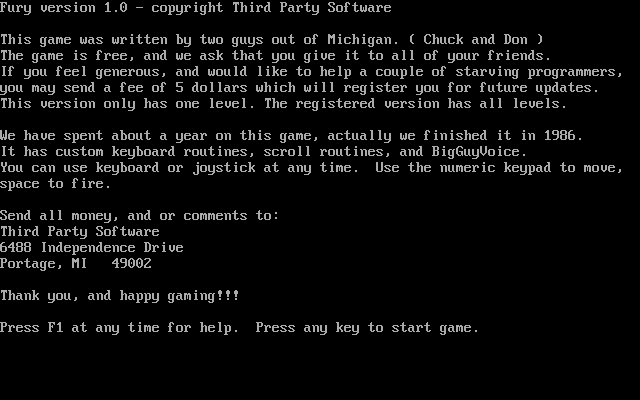 Fury version 1.0 - copyright Third Party Software
This game was written by two guys out of Michigan. ( Chuck and Don )
The game is free, and we ask that you give it to all of your friends.
If you feel generous, and would like to help a couple of starving programmers,
you may send a fee of 5 dollars which will register you for future updates.
This version only has one level. The registered version has all levels.
We have spent about a year on this game, actually we finished it in 1986.
It has custom keyboard routines, scroll routines, and BigGuyVoice.
You can use keyboard or joystick at any time.  Use the numeric keypad to move,
space to fire.
Send all money, and or comments to:
Third Party Software
6488 Independence Drive
Portage, MI   49002
Thank you, and happy gaming!!!
Press F1 at any time for help.  Press any key to start game.